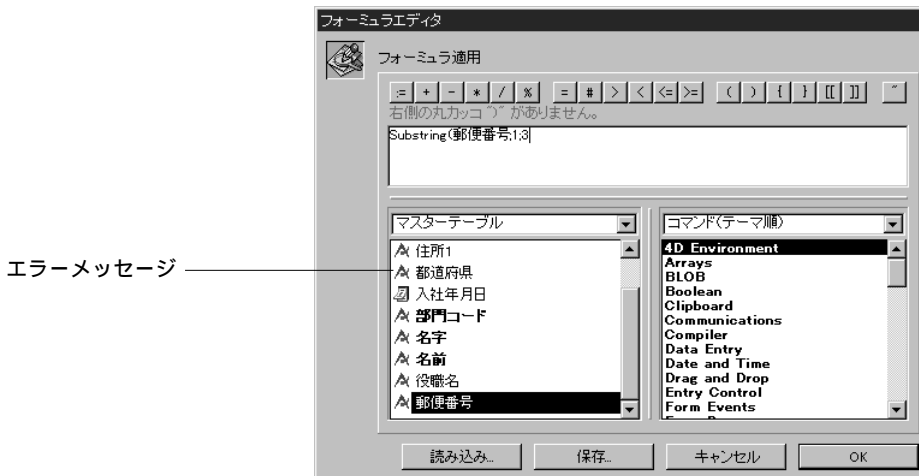 フォーミュラエディタ
フォーミュラ適用
:= + - * / % = # > < <= >= ( ) { } [[ ]] ˝
右側の丸カッコ ˝)˝ がありません。
Substring(郵便番号;1;3
マスターテーブル
住所1
都道府県
入社年月日
部門コード
名字
名前
役職名
郵便番号
コマンド(テーマ順)
4D Environment
Arrays
BLOB
Boolean
Clipboard
Communications
Compiler
Data Entry
Date and Time
Drag and Drop
Entry Control
Form Events
エラーメッセージ
読み込み... 保存... キャンセル OK